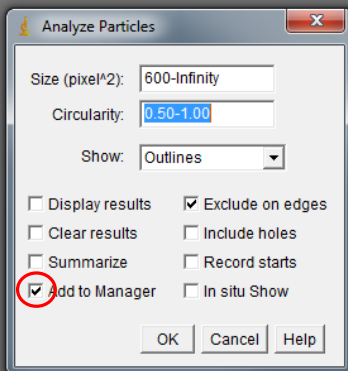 Analyze Particles
Size (pixel^2): 600-Infinity
Circularity: 0.50-1.00
Show: Outlines
Display results Exclude on edges
Clear results Include holes
Summarize Record starts
Add to Manager In situ Show
OK Cancel Help